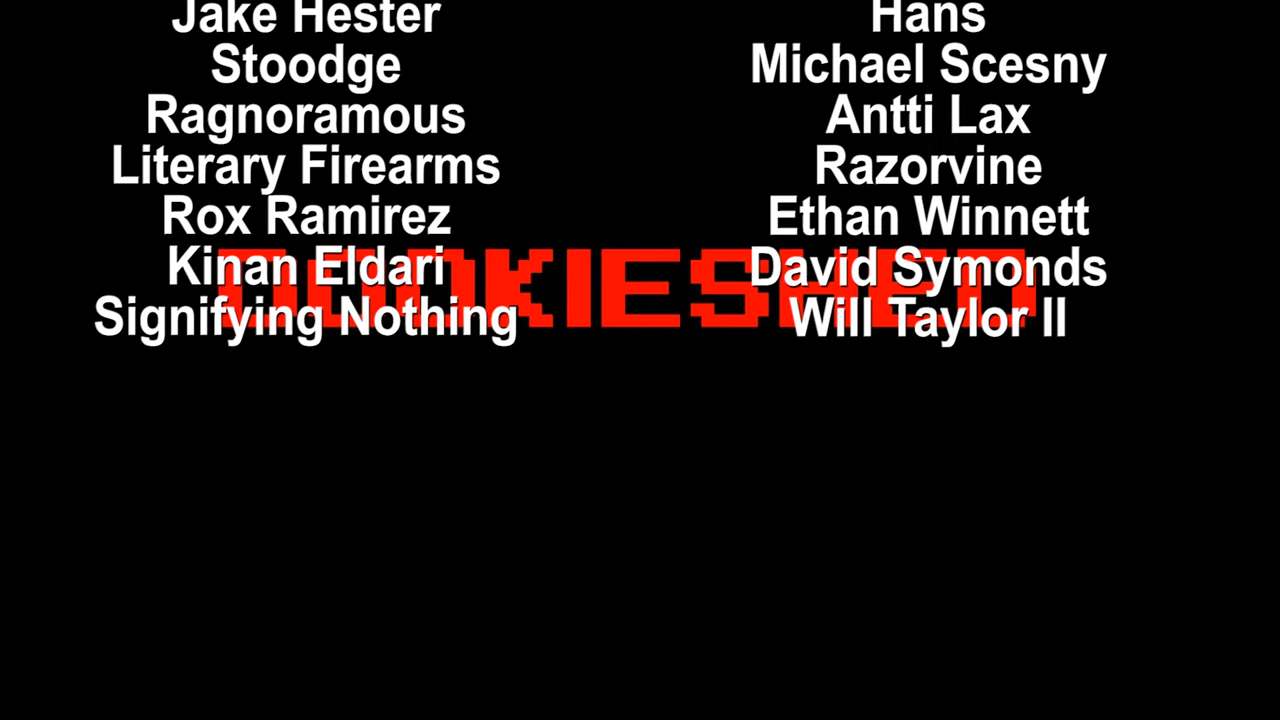 Jake Hester
Stoodge
Ragnoramous
Literary Firearms
Rox Ramirez
Kinan Eldari
Signifying Nothing
Hans
Michael Scesny
Antti Lax
Razorvine
Ethan Winnett
David Symonds
Will Taylor II
DOOKIESHED